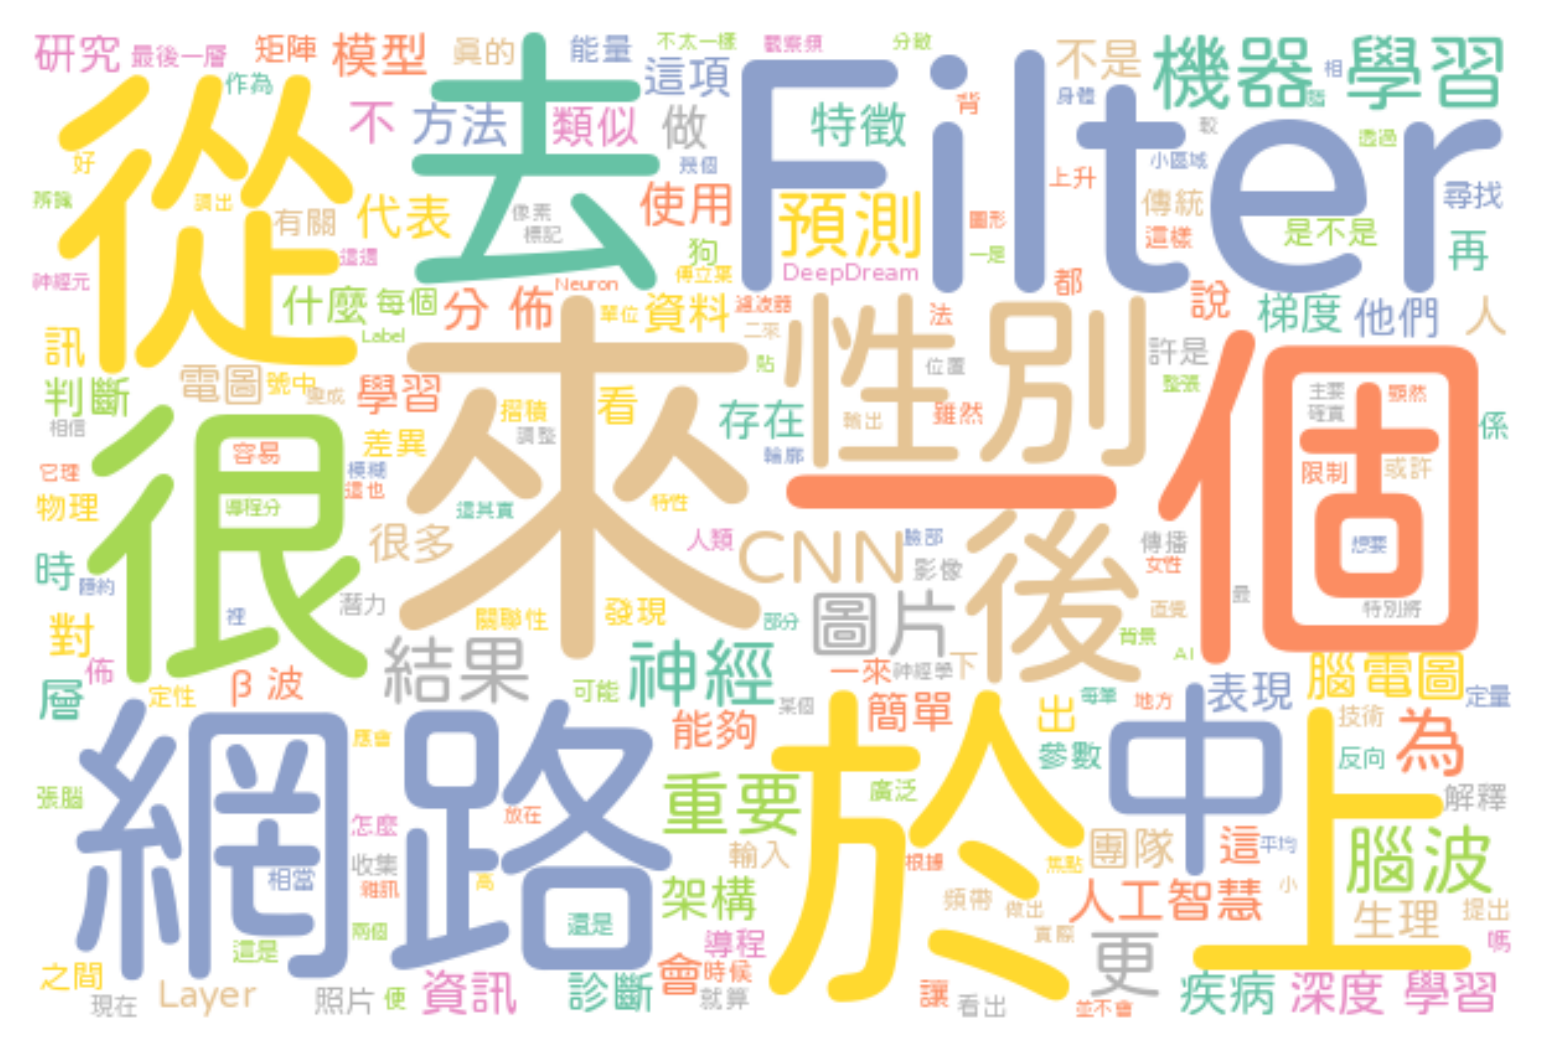 研究 最後一層 矩陣 模型 真的 能量 不太一樣 觀察類 分散 不是 機器 學習
作為 這項 相
從 去 Filter
不 方法 類似 做 特徵 背 身體 腦 較 透過
好 幾個 小區域
辨識 調出 有關 代表 像素 標記 使用 預測 上升 傳統 尋找
這還 狗 圖形 這樣 是不是 再
神經元 Neuron 傅立葉 DeepDream 一是 都
什麼 每個 分佈 單位 資料 濾波器 法 說 梯度 他們 人
訊 Label 二來 性別 許是
判斷 電圖 號中 學習 貼 位置 整張 個 主要 顯然
相信 摺積 看 存在 輸出 雖然 確實 係
很 容易 差異 調整 來 輪廓 一
它理 模糊 這也 限制 或許
物理 導程分 這其實 特性
時 很多 人類 CNN 臉部 後 傳播 想要
影像 女性
隱約 裡 潛力 關聯性 發現 部分 圖片 直覺 最 特別將
對 背景
佈 結果 神經 一來 神經學 下 AI 腦電圖
層 定性 β 波 可能 某個 簡單 出 每筆 地方 表現 定量
網路 應會 能夠 於 中 上 技術 為
參數 反向
張腦 放在 重要 廣泛 解釋
怎麼 團隊 這 平均 腦波
收集 輸入 根據 焦點
相當 雜訊 高 架構 頻帶 做出 人工智慧 小 生理 提出
這是 兩個 還是 導程 實際 更 嗎
之間 會 時候
現在 Layer 照片 便 資訊 診斷 就算 讓 看出 並不會 疾病 深度 學習